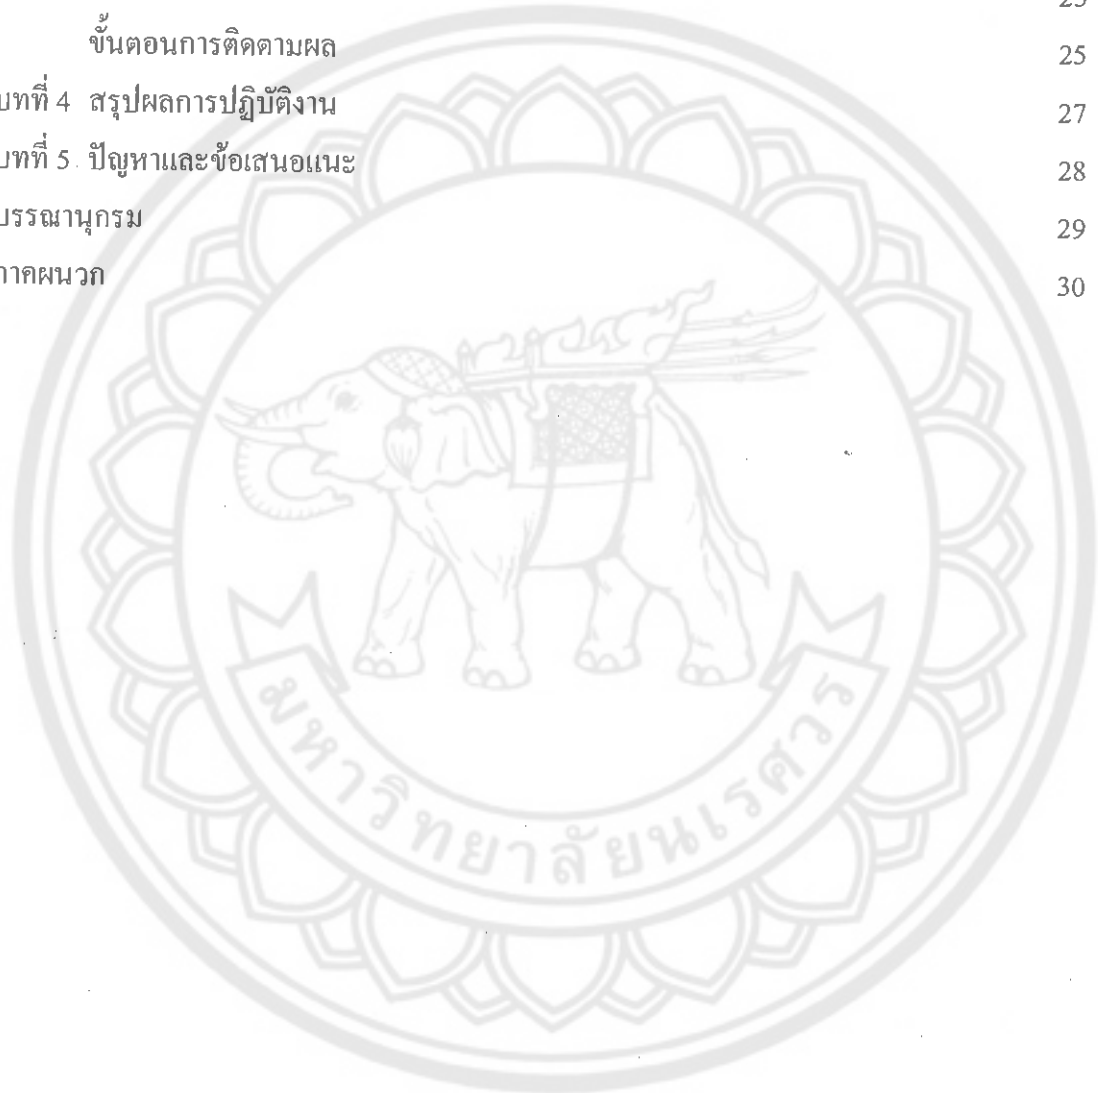 ขั้นตอนการติดตามผล 25
บทที่ 4 สรุปผลการปฏิบัติงาน 27
บทที่ 5 ปัญหาและข้อเสนอแนะ 28
บรรณานุกรม 29
ภาคผนวก 30
มหาวิทยาลัยนเรศวร